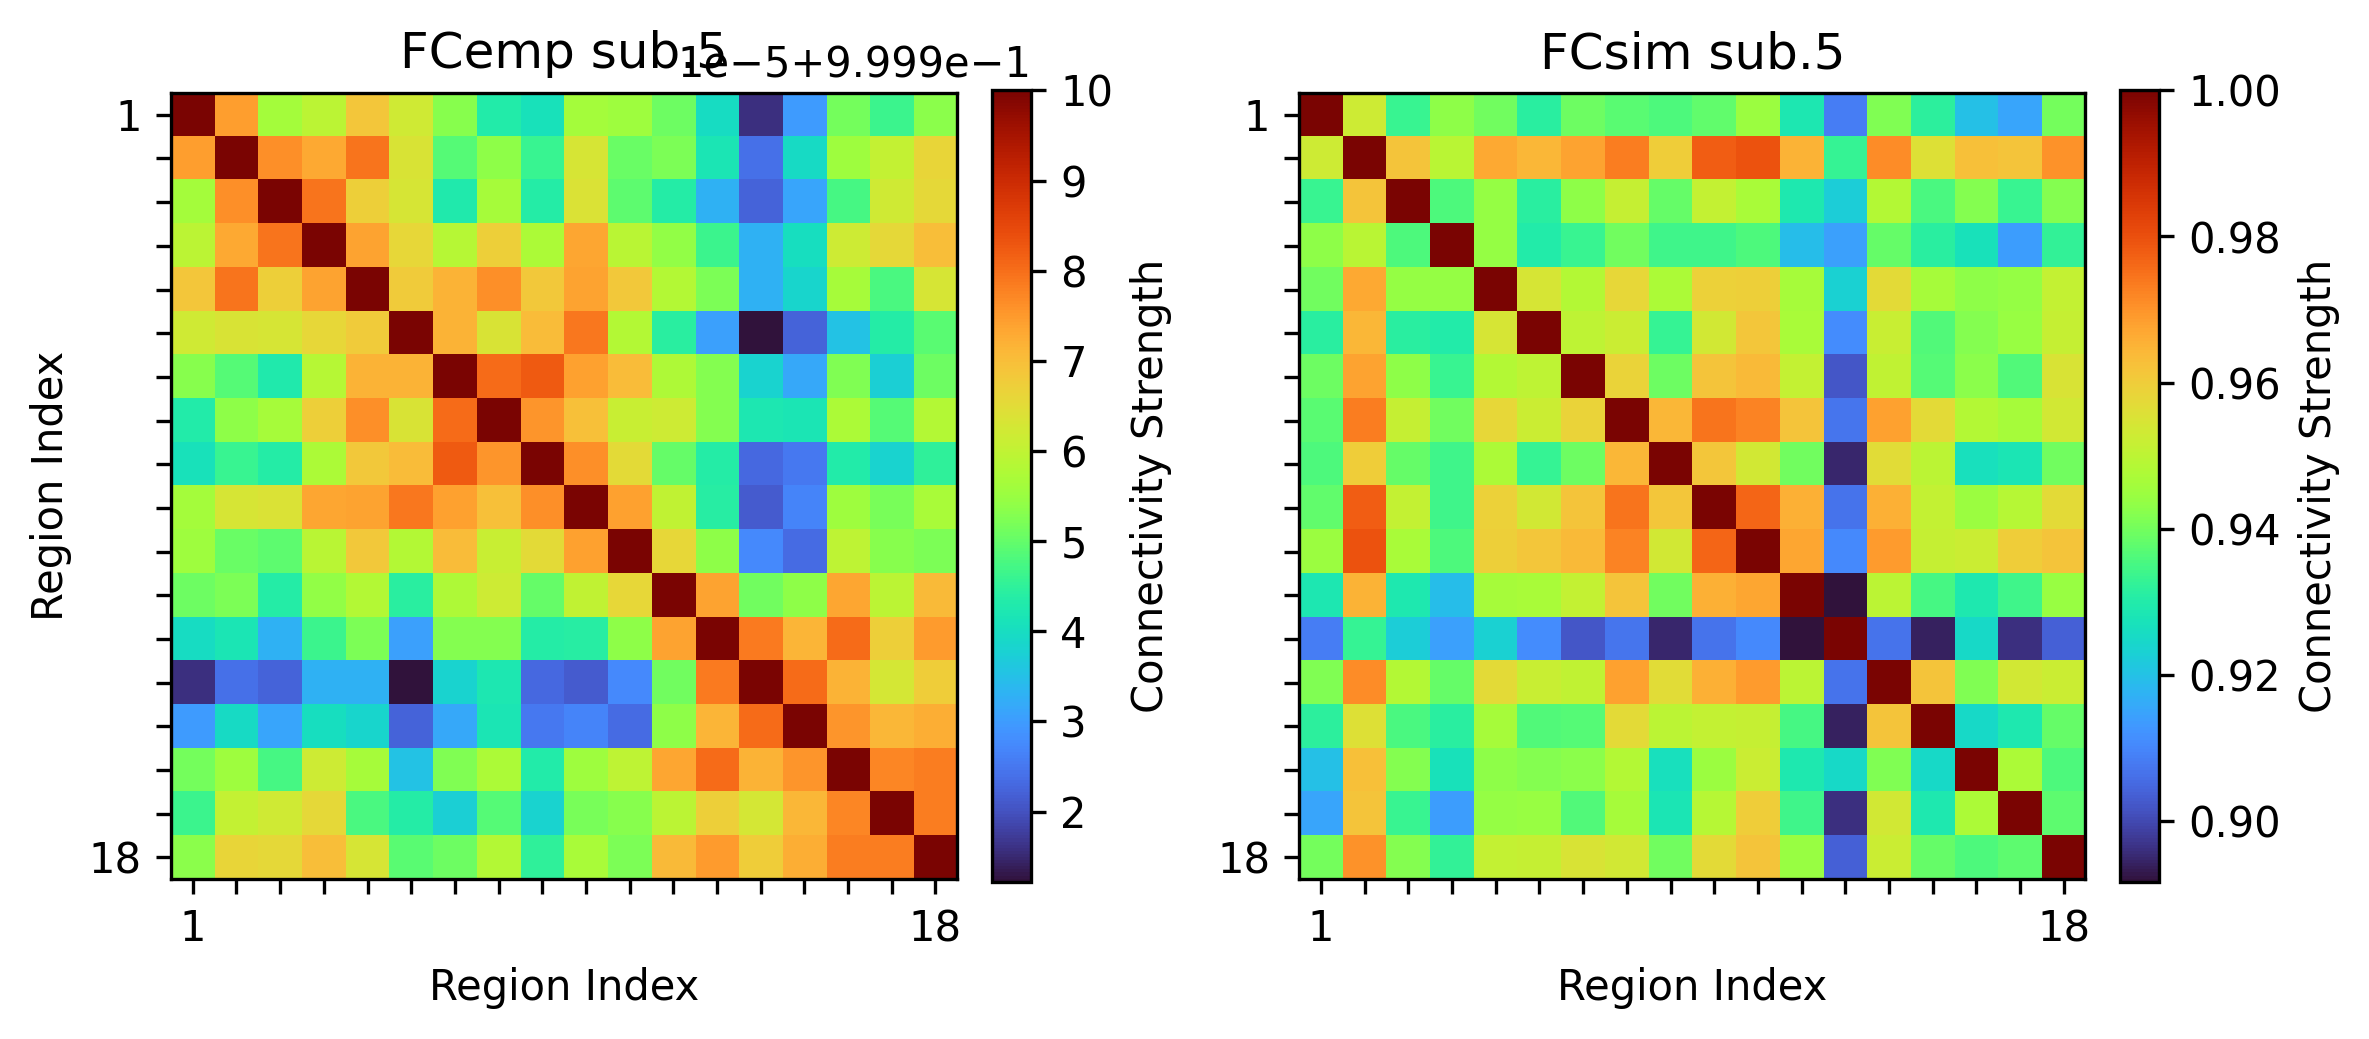 FCemp sub.5
1e−5+9.999e−1
1
18
Region Index
1
18
Region Index
10
9
8
7
6
5
4
3
2
Connectivity Strength
FCsim sub.5
1
18
1
18
Region Index
1.00
0.98
0.96
0.94
0.92
0.90
Connectivity Strength